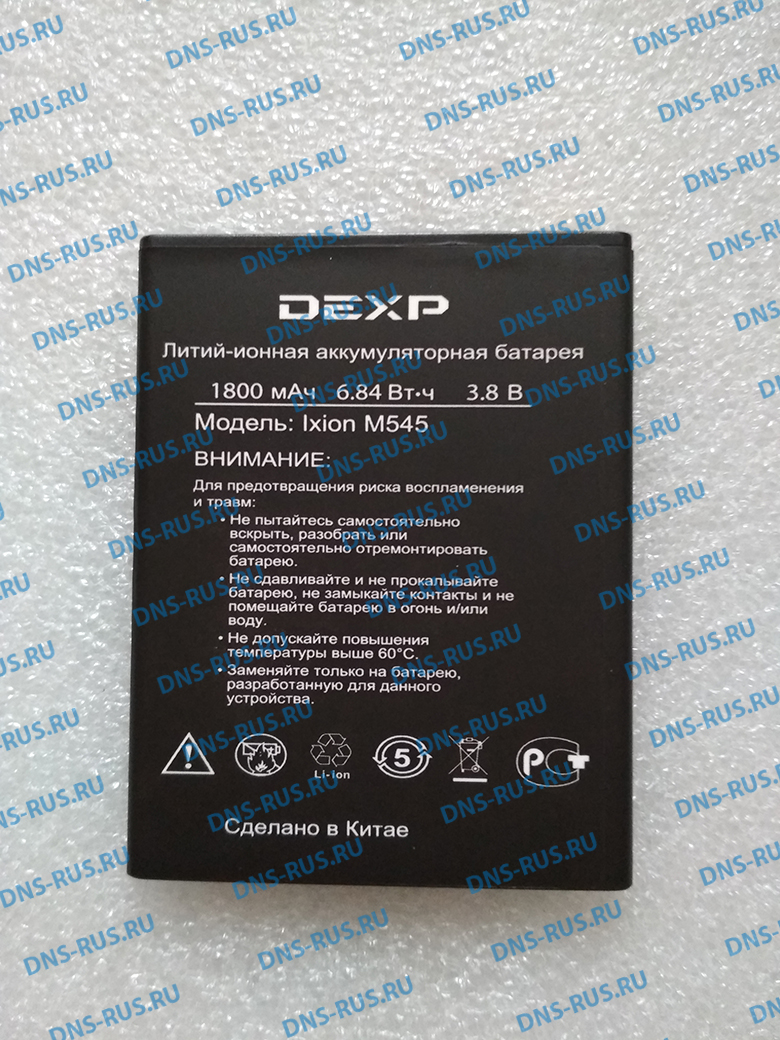 DEXP
Литий-ионная аккумуляторная батарея
1800 мАч 6.84 Вт•ч 3.8 В
Модель: Ixion M545
ВНИМАНИЕ:
Для предотвращения риска воспламенения
и травм:
• Не пытайтесь самостоятельно
вскрыть, разобрать или
самостоятельно отремонтировать
батарею.
• Не сдавливайте и не прокалывайте
батарею, не замыкайте контакты и не
помещайте батарею в огонь и/или
воду.
• Не допускайте повышения
температуры выше 60°С.
• Заменяйте только на батарею,
разработанную для данного
устройства.
Li-ion
5
РСТ
Сделано в Китае
DNS-RUS.RU